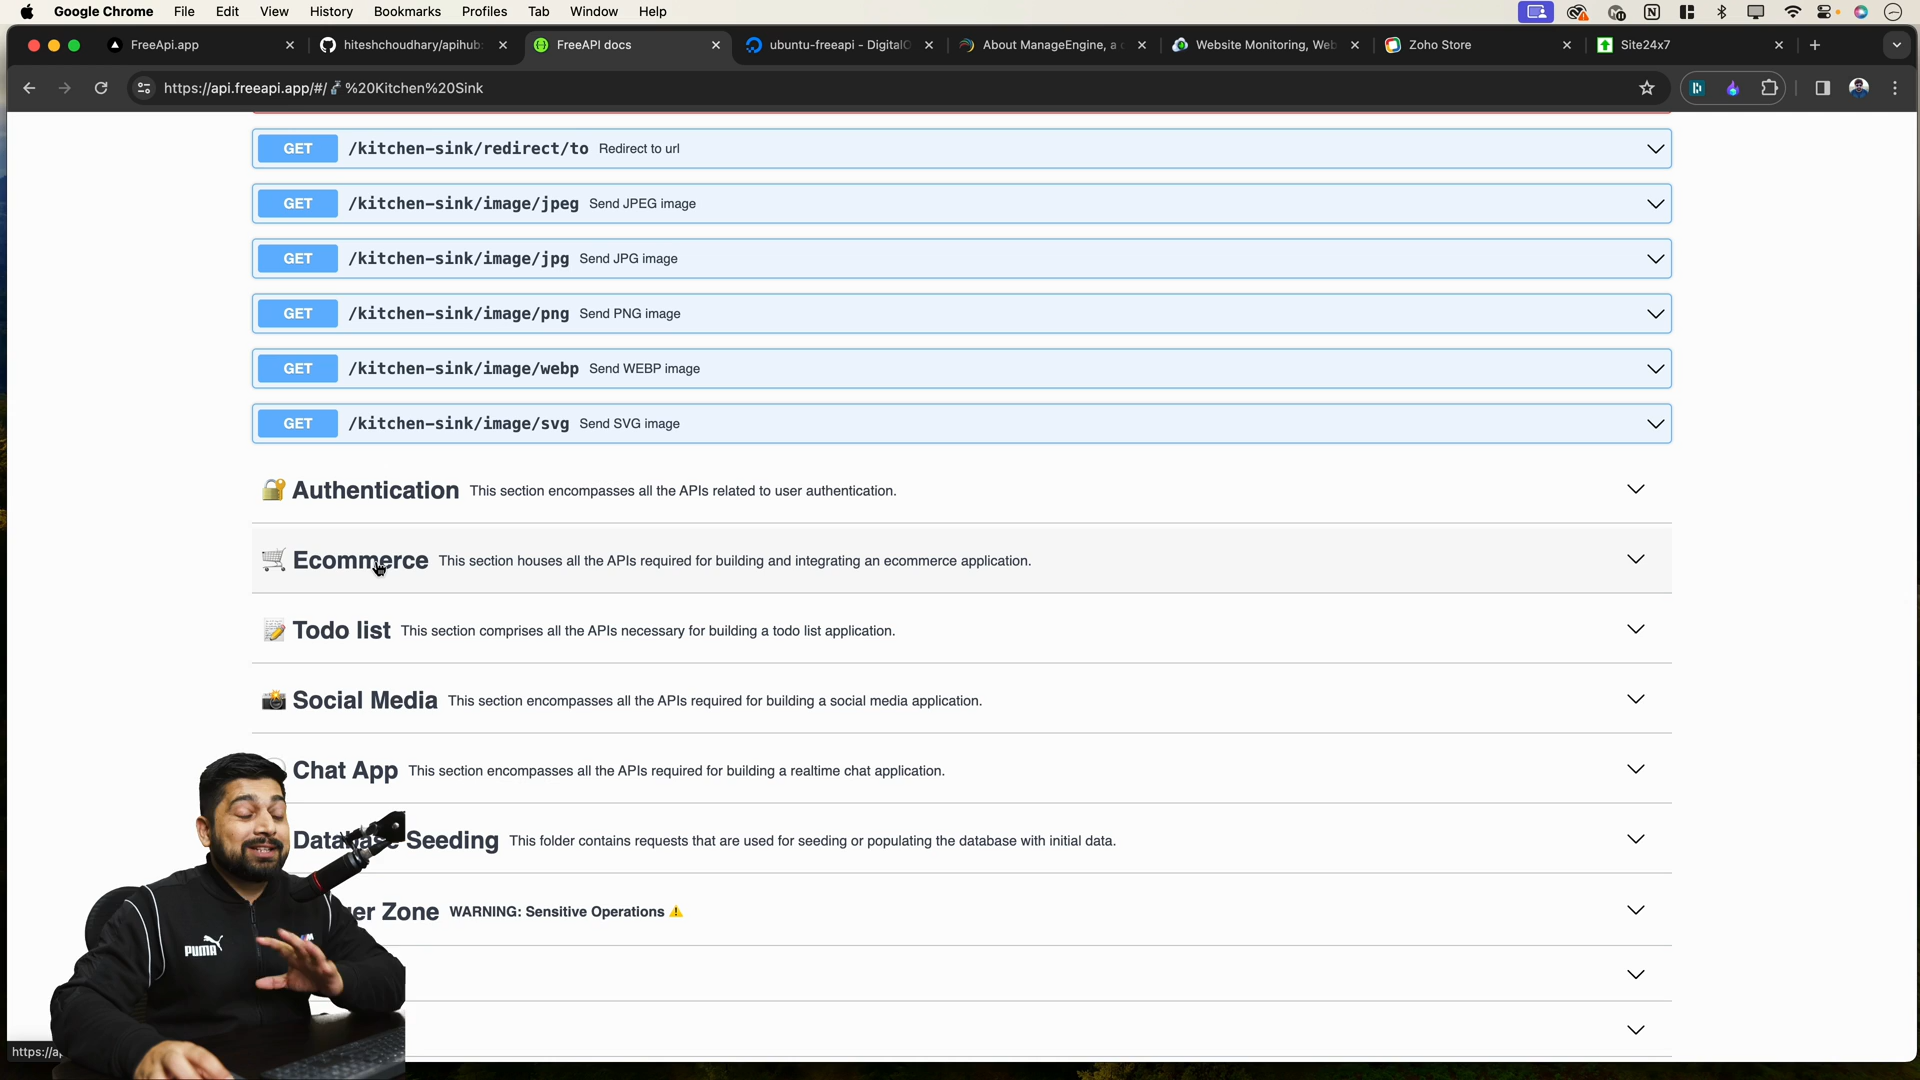 Google Chrome File Edit View History Bookmarks Profiles Tab Window Help
FreeApi.app
hiteshchoudhary/apihub:
FreeAPI docs
ubuntu-freeapi - Digital
About ManageEngine, a
Website Monitoring, Web
Zoho Store
Site24x7
https://api.freeapi.app/#/🚰%20Kitchen%20Sink
GET /kitchen-sink/redirect/to Redirect to url
GET /kitchen-sink/image/jpeg Send JPEG image
GET /kitchen-sink/image/jpg Send JPG image
GET /kitchen-sink/image/png Send PNG image
GET /kitchen-sink/image/webp Send WEBP image
GET /kitchen-sink/image/svg Send SVG image
🔐 Authentication This section encompasses all the APIs related to user authentication.
🛒 Ecommerce This section houses all the APIs required for building and integrating an ecommerce application.
📝 Todo list This section comprises all the APIs necessary for building a todo list application.
📸 Social Media This section encompasses all the APIs required for building a social media application.
Chat App This section encompasses all the APIs required for building a realtime chat application.
Database Seeding This folder contains requests that are used for seeding or populating the database with initial data.
er Zone WARNING: Sensitive Operations ⚠️
PUMA
https://a